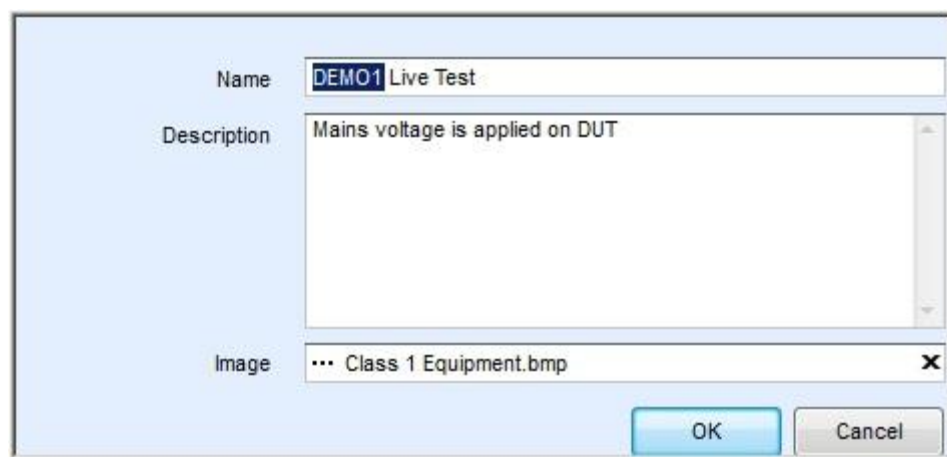 Name DEMO1 Live Test
Description Mains voltage is applied on DUT
Image ... Class 1 Equipment.bmp x
OK Cancel